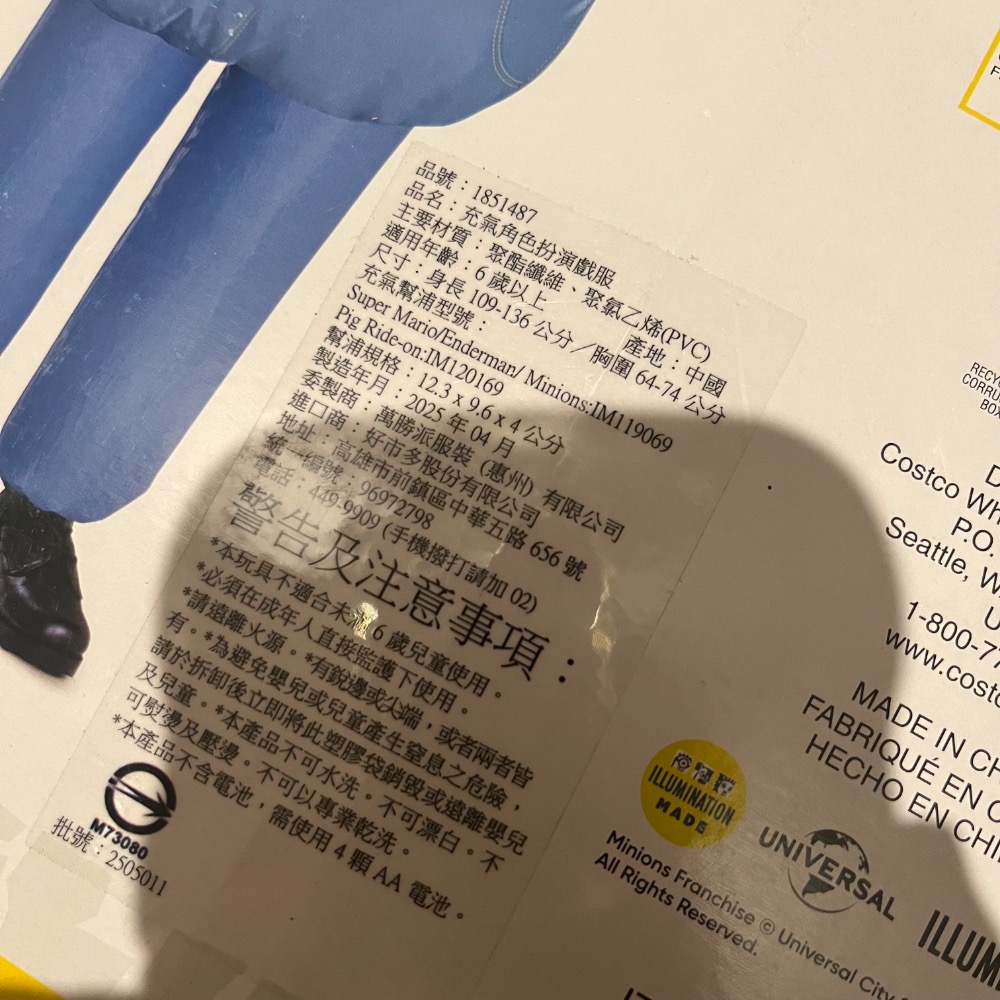 品號：1851487
品名：充氣角色扮演戲服
主要材質：聚酯纖維、聚氯乙烯(PVC)
適用年齡：6 歲以上 產地：中國
尺寸：身長 109-136 公分／胸圍 64-74 公分
充氣幫浦型號：
Super Mario/Enderman/ Minions:IM119069
Pig Ride-on:IM120169
幫浦規格：12.3 x 9.6 x 4 公分
製造年月：2025 年 04 月
委製商：萬勝派服裝 (惠州) 有限公司
進口商：好市多股份有限公司
地址：高雄市前鎮區中華五路 656 號
統一編號：96972798
電話：449-9909 (手機撥打請加 02)
警告及注意事項：
*本玩具不適合未滿 6 歲兒童使用。
*必須在成年人直接監護下使用。
*請遠離火源。*有銳邊或尖端，或者兩者皆
有。*為避免嬰兒或兒童產生窒息之危險，
請於拆卸後立即將此塑膠袋銷毀或遠離嬰兒
及兒童。*本產品不可水洗。不可漂白。不
可熨燙及壓燙。不可以專業乾洗。
*本產品不含電池，需使用 4 顆 AA 電池。
M73080
批號：2505011
RECY
CORRU
BOX
Costco Wh
P.O.
Seattle, W
U
1-800-77
www.costc
MADE IN CH
FABRIQUÉ EN C
HECHO EN CHI
ILLUMINATION
MADE
UNIVERSAL
ILLUM
Minions Franchise © Universal City
All Rights Reserved.